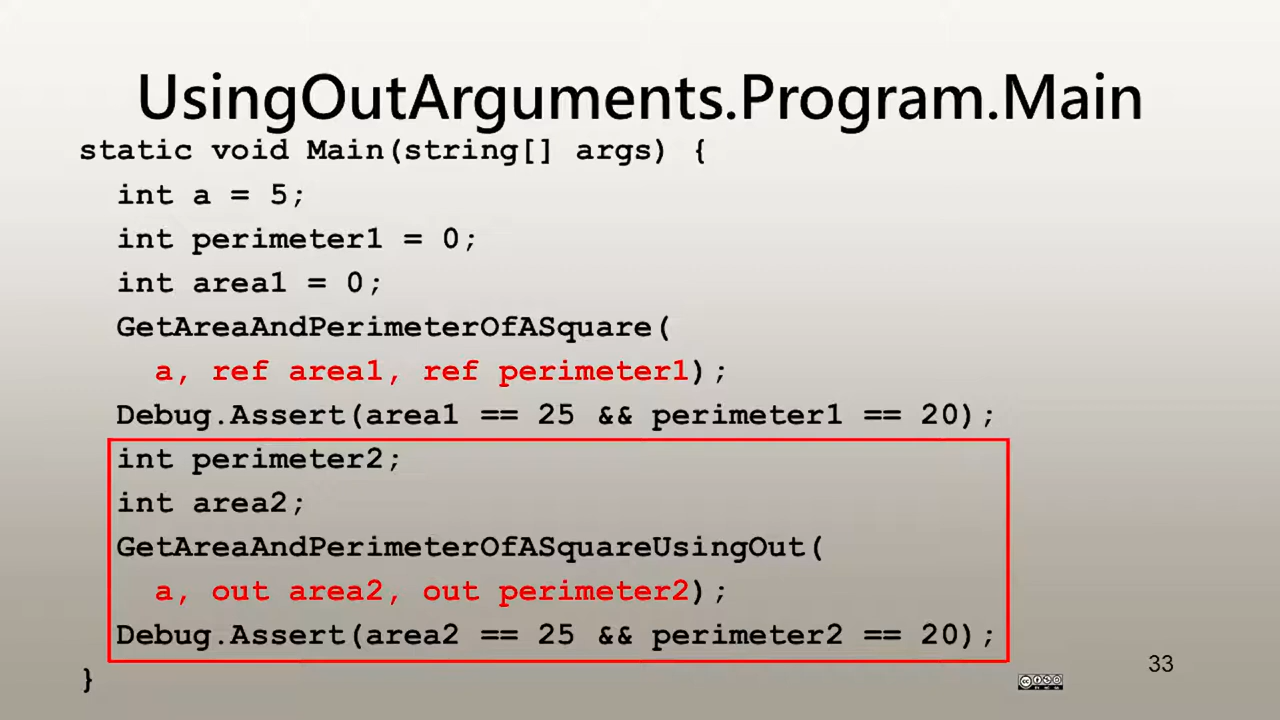 UsingOutArguments.Program.Main
static void Main(string[] args) {
int a = 5;
int perimeter1 = 0;
int area1 = 0;
GetAreaAndPerimeterOfASquare(
a, ref area1, ref perimeter1);
Debug.Assert(area1 == 25 && perimeter1 == 20);
int perimeter2;
int area2;
GetAreaAndPerimeterOfASquareUsingOut(
a, out area2, out perimeter2);
Debug.Assert(area2 == 25 && perimeter2 == 20);
}
33